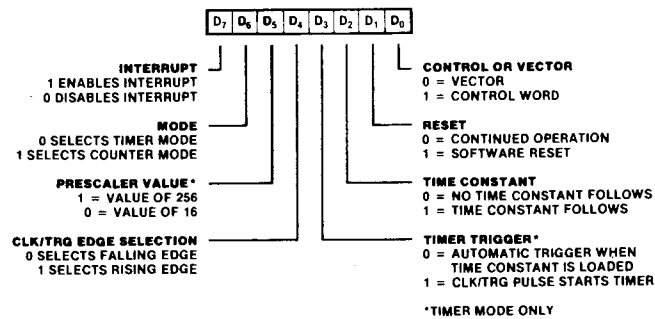 D7 D6 D5 D4 D3 D2 D1 D0
INTERRUPT
1 ENABLES INTERRUPT
0 DISABLES INTERRUPT
MODE
0 SELECTS TIMER MODE
1 SELECTS COUNTER MODE
PRESCALER VALUE*
1 = VALUE OF 256
0 = VALUE OF 16
CLK/TRG EDGE SELECTION
0 SELECTS FALLING EDGE
1 SELECTS RISING EDGE
CONTROL OR VECTOR
0 = VECTOR
1 = CONTROL WORD
RESET
0 = CONTINUED OPERATION
1 = SOFTWARE RESET
TIME CONSTANT
0 = NO TIME CONSTANT FOLLOWS
1 = TIME CONSTANT FOLLOWS
TIMER TRIGGER*
0 = AUTOMATIC TRIGGER WHEN
TIME CONSTANT IS LOADED
1 = CLK/TRG PULSE STARTS TIMER
*TIMER MODE ONLY